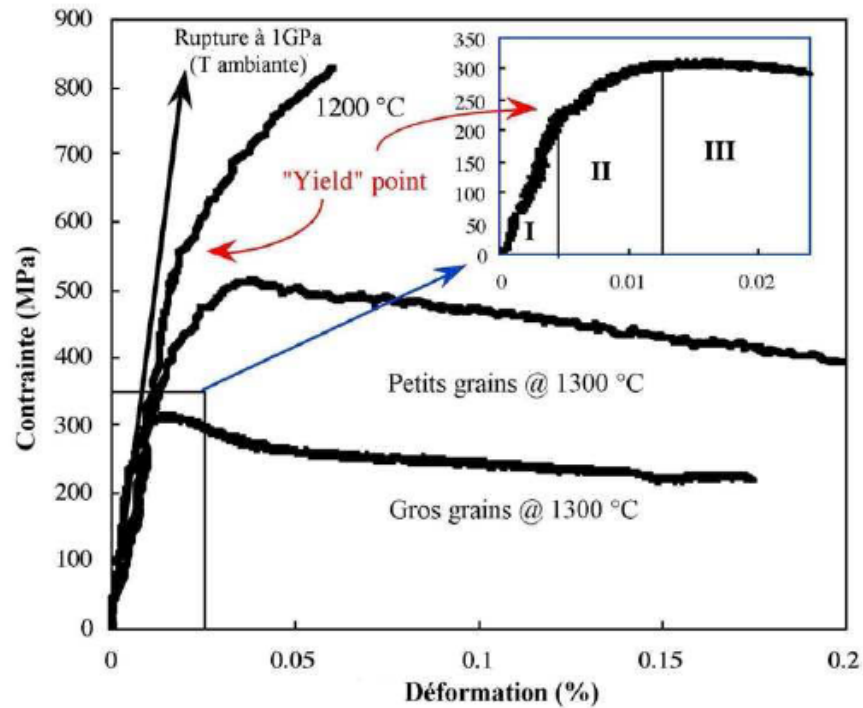 900
800
700
600
500
400
300
200
100
0
Contrainte (MPa)
Rupture à 1GPa
(T ambiante)
1200 °C
"Yield" point
350
300
250
200
150
100
50
0
I
II
III
0
0.01
0.02
Petits grains @ 1300 °C
Gros grains @ 1300 °C
0
0.05
0.1
0.15
0.2
Déformation (%)